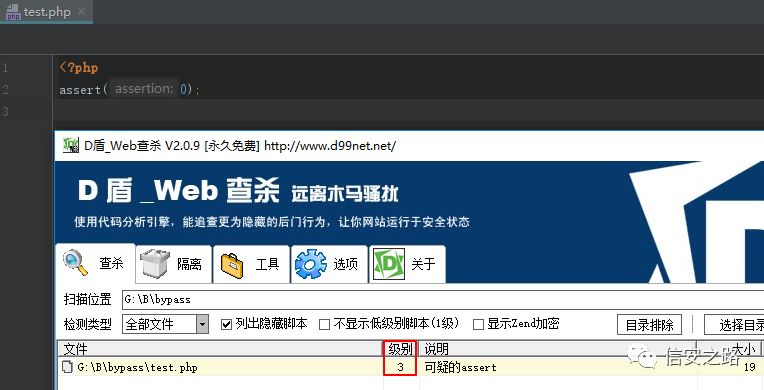 test.php
1
<?php
2
assert( assertion: 0);
3
D盾_Web查杀 V2.0.9 [永久免费] http://www.d99net.net/
D 盾 _Web 查杀 远离木马骚扰
使用代码分析引擎，能追查更为隐藏的后门行为，让你网站运行于安全状态
查杀 隔离 工具 选项 关于
扫描位置 G:\B\bypass
检测类型 全部文件 列出隐藏脚本 不显示低级别脚本(1级) 显示Zend加密 目录排除 选择目录
文件 级别 说明 大小
G:\B\bypass\test.php 3 可疑的assert 19
信安之路